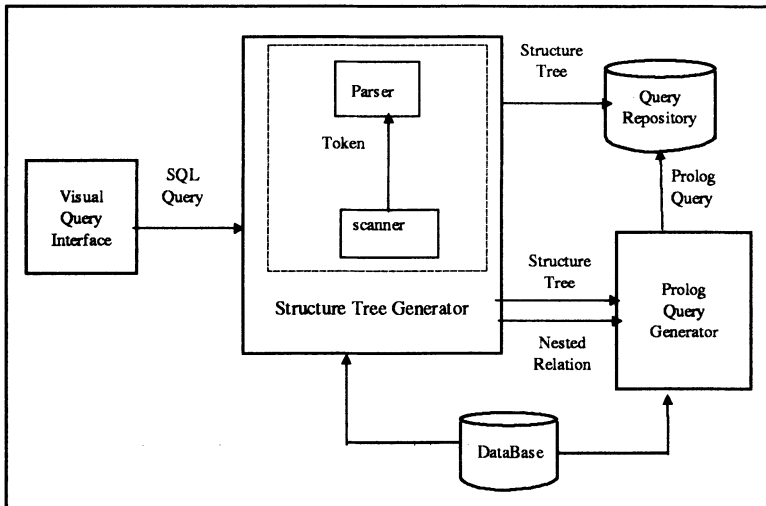 Structure
Tree
Parser
Query
Repository
Token
SQL
Query
Visual
Query
Interface
Prolog
Query
scanner
Structure
Tree
Prolog
Query
Generator
Structure Tree Generator
Nested
Relation
DataBase